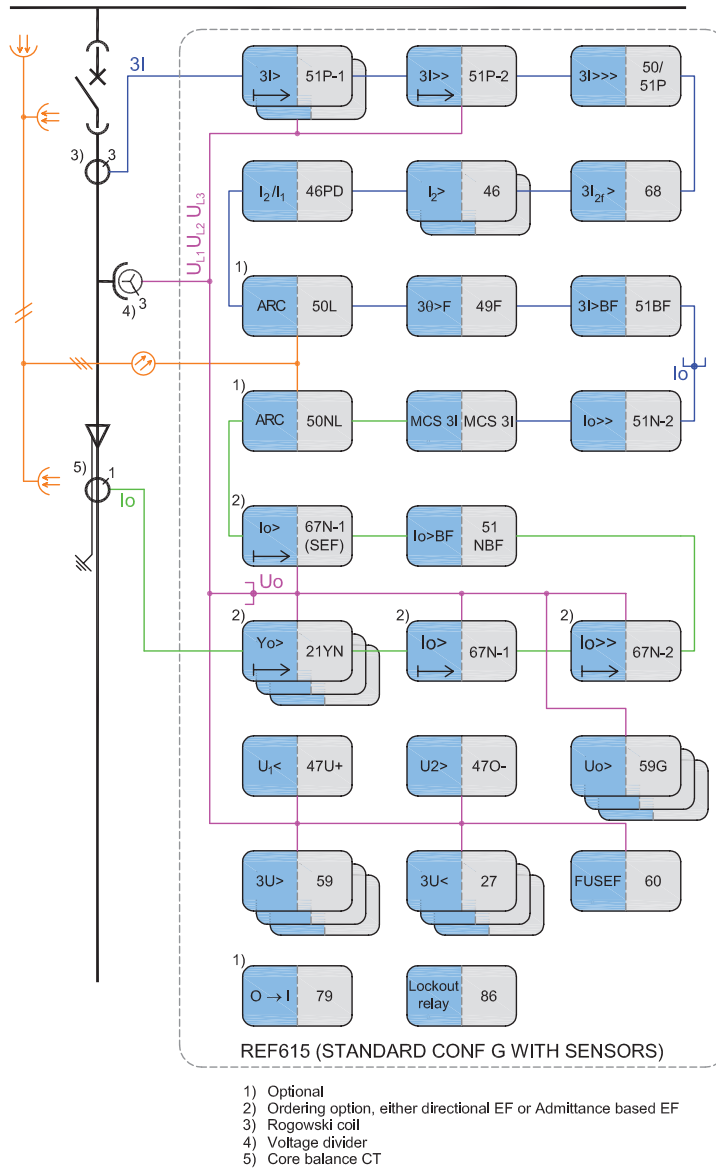 3I
3I> 51P-1
3I>> 51P-2
3I>>> 50/
51P
3) 3
I2/I1 46PD
I2> 46
3I2f> 68
UL1 UL2 UL3
4) 3
1)
ARC 50L
3θ>F 49F
3I>BF 51BF
Io
1)
ARC 50NL
MCS 3I MCS 3I
Io>> 51N-2
5) 1
Io
2)
Io> 67N-1
(SEF)
Io>BF 51
NBF
Uo
2)
Yo> 21YN
2)
Io> 67N-1
2)
Io>> 67N-2
U1< 47U+
U2> 47O-
Uo> 59G
3U> 59
3U< 27
FUSEF 60
1)
O → I 79
Lockout
relay 86
REF615 (STANDARD CONF G WITH SENSORS)
1) Optional
2) Ordering option, either directional EF or Admittance based EF
3) Rogowski coil
4) Voltage divider
5) Core balance CT